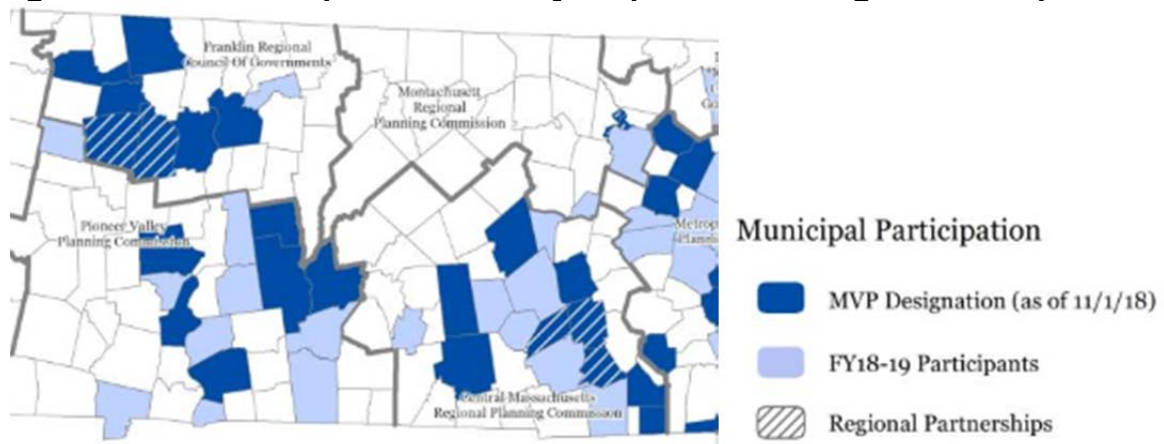 Franklin Regional
Council Of Governments
Montachusett
Regional
Planning Commission
Pioneer Valley
Planning Commission
Central Massachusetts
Regional Planning Commission
Municipal Participation
MVP Designation (as of 11/1/18)
FY18-19 Participants
Regional Partnerships